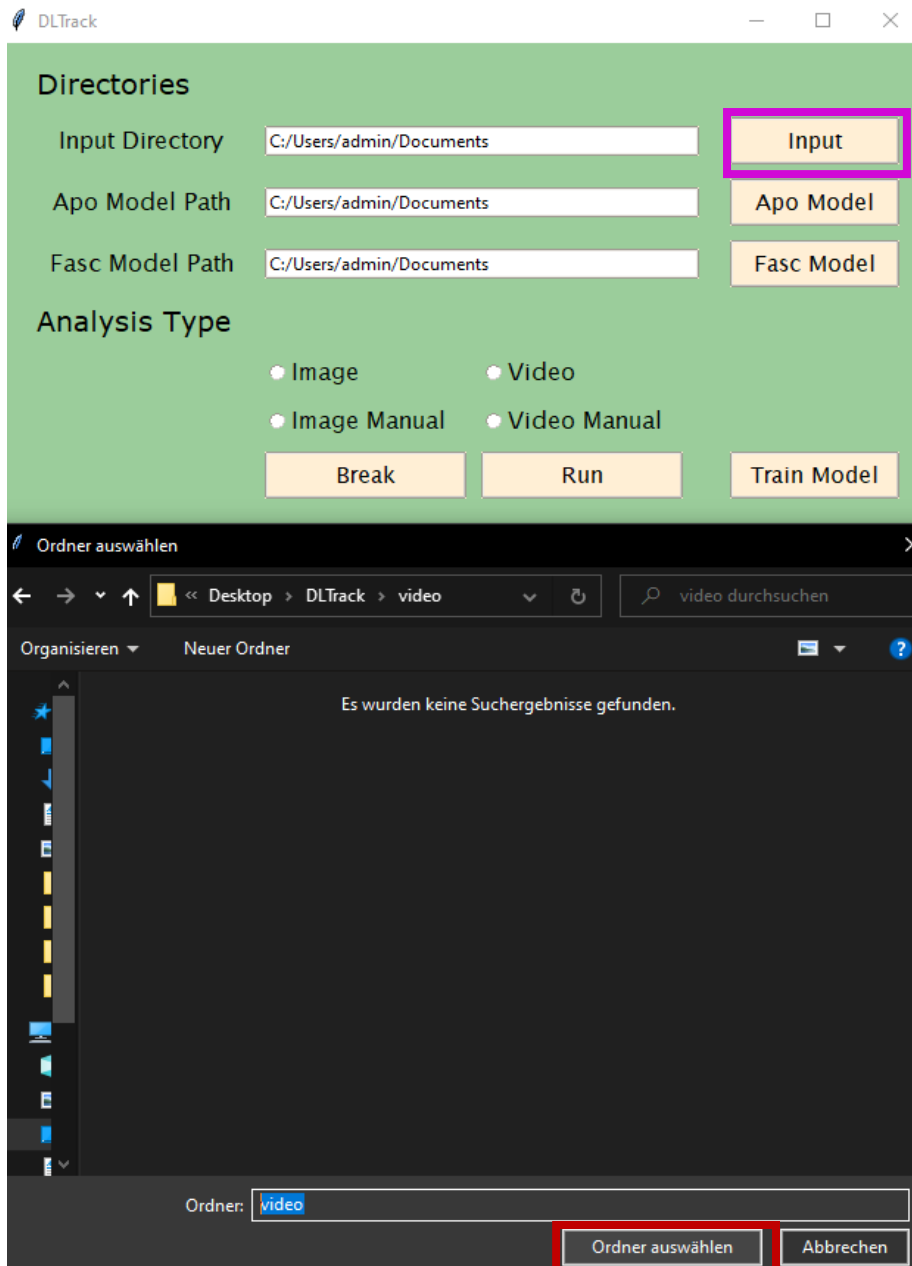 DLTrack
Directories
Input Directory C:/Users/admin/Documents Input
Apo Model Path C:/Users/admin/Documents Apo Model
Fasc Model Path C:/Users/admin/Documents Fasc Model
Analysis Type
Image Video
Image Manual Video Manual
Break Run Train Model
Ordner auswählen
« Desktop › DLTrack › video video durchsuchen
Organisieren Neuer Ordner ?
Es wurden keine Suchergebnisse gefunden.
Ordner: video
Ordner auswählen Abbrechen